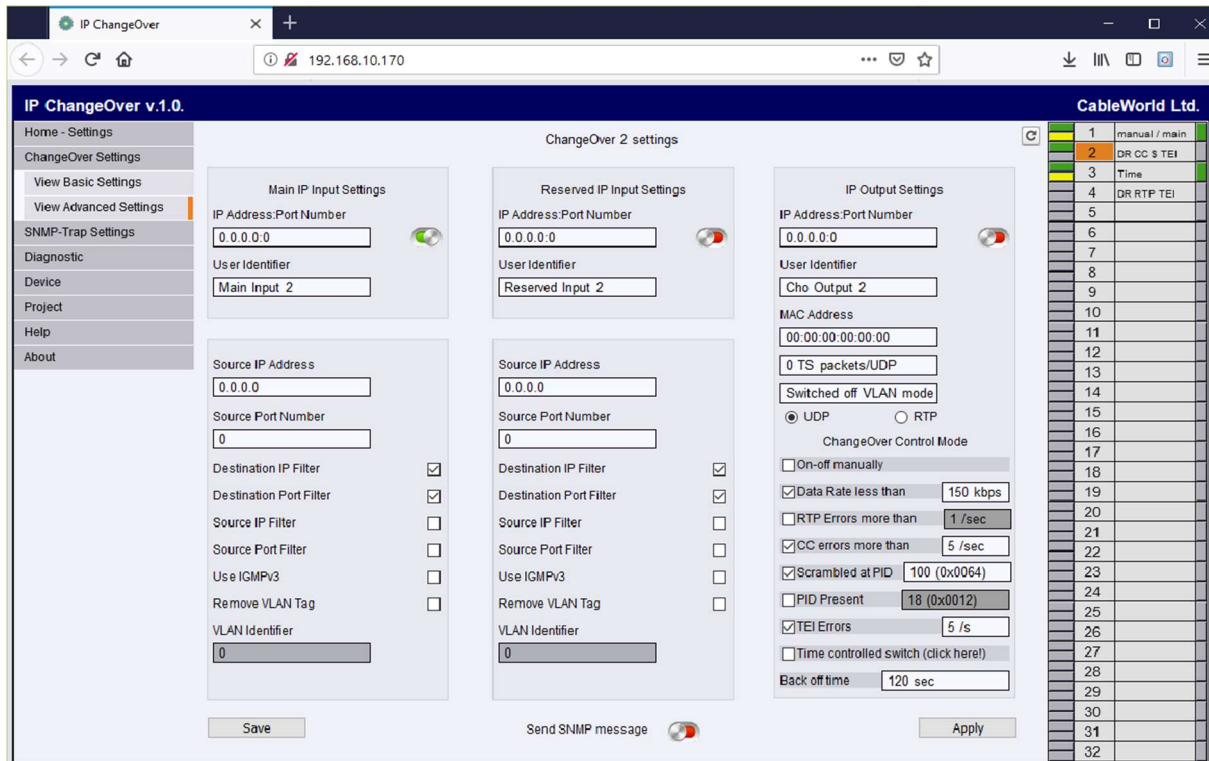 IP ChangeOver
192.168.10.170
IP ChangeOver v.1.0.
CableWorld Ltd.
Home - Settings
ChangeOver Settings
View Basic Settings
View Advanced Settings
SNMP-Trap Settings
Diagnostic
Device
Project
Help
About
ChangeOver 2 settings
Main IP Input Settings
IP Address:Port Number
0.0.0.0:0
User Identifier
Main Input 2
Source IP Address
0.0.0.0
Source Port Number
0
Destination IP Filter
Destination Port Filter
Source IP Filter
Source Port Filter
Use IGMPv3
Remove VLAN Tag
VLAN Identifier
0
Save
Reserved IP Input Settings
IP Address:Port Number
0.0.0.0:0
User Identifier
Reserved Input 2
Source IP Address
0.0.0.0
Source Port Number
0
Destination IP Filter
Destination Port Filter
Source IP Filter
Source Port Filter
Use IGMPv3
Remove VLAN Tag
VLAN Identifier
0
Send SNMP message
IP Output Settings
IP Address:Port Number
0.0.0.0:0
User Identifier
Cho Output 2
MAC Address
00:00:00:00:00:00
0 TS packets/UDP
Switched off VLAN mode
UDP RTP
ChangeOver Control Mode
On-off manually
Data Rate less than 150 kbps
RTP Errors more than 1 /sec
CC errors more than 5 /sec
Scrambled at PID 100 (0x0064)
PID Present 18 (0x0012)
TEI Errors 5 /s
Time controlled switch (click here!)
Back off time 120 sec
Apply
1 manual / main
2 DR CC $ TEI
3 Time
4 DR RTP TEI
5
6
7
8
9
10
11
12
13
14
15
16
17
18
19
20
21
22
23
24
25
26
27
28
29
30
31
32